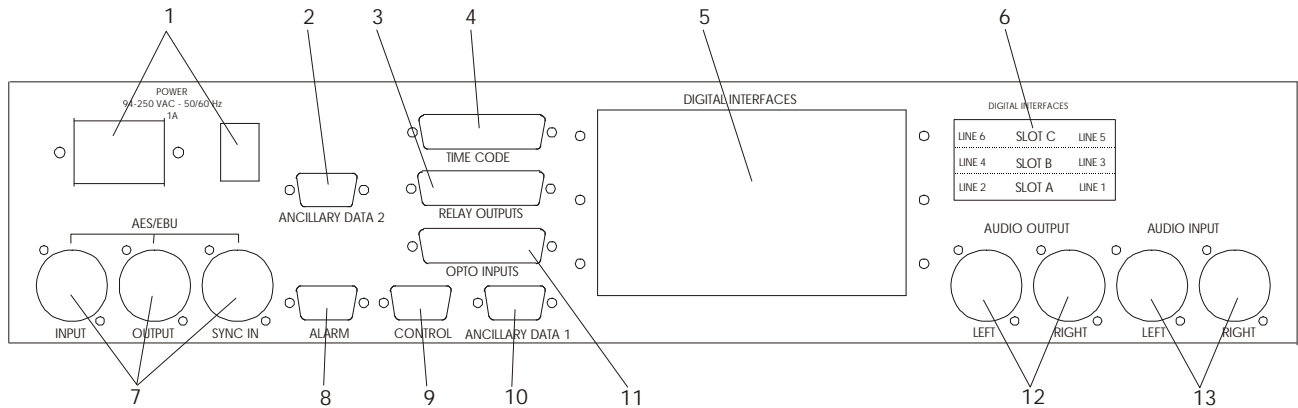 1 2 3 4 5 6
POWER
94-250 VAC - 50/60 Hz
1A
TIME CODE
ANCILLARY DATA 2
RELAY OUTPUTS
OPTO INPUTS
DIGITAL INTERFACES
DIGITAL INTERFACES
LINE 6 SLOT C LINE 5
LINE 4 SLOT B LINE 3
LINE 2 SLOT A LINE 1
AES/EBU
AUDIO OUTPUT AUDIO INPUT
INPUT OUTPUT SYNC IN ALARM CONTROL ANCILLARY DATA 1 LEFT RIGHT LEFT RIGHT
7 8 9 10 11 12 13